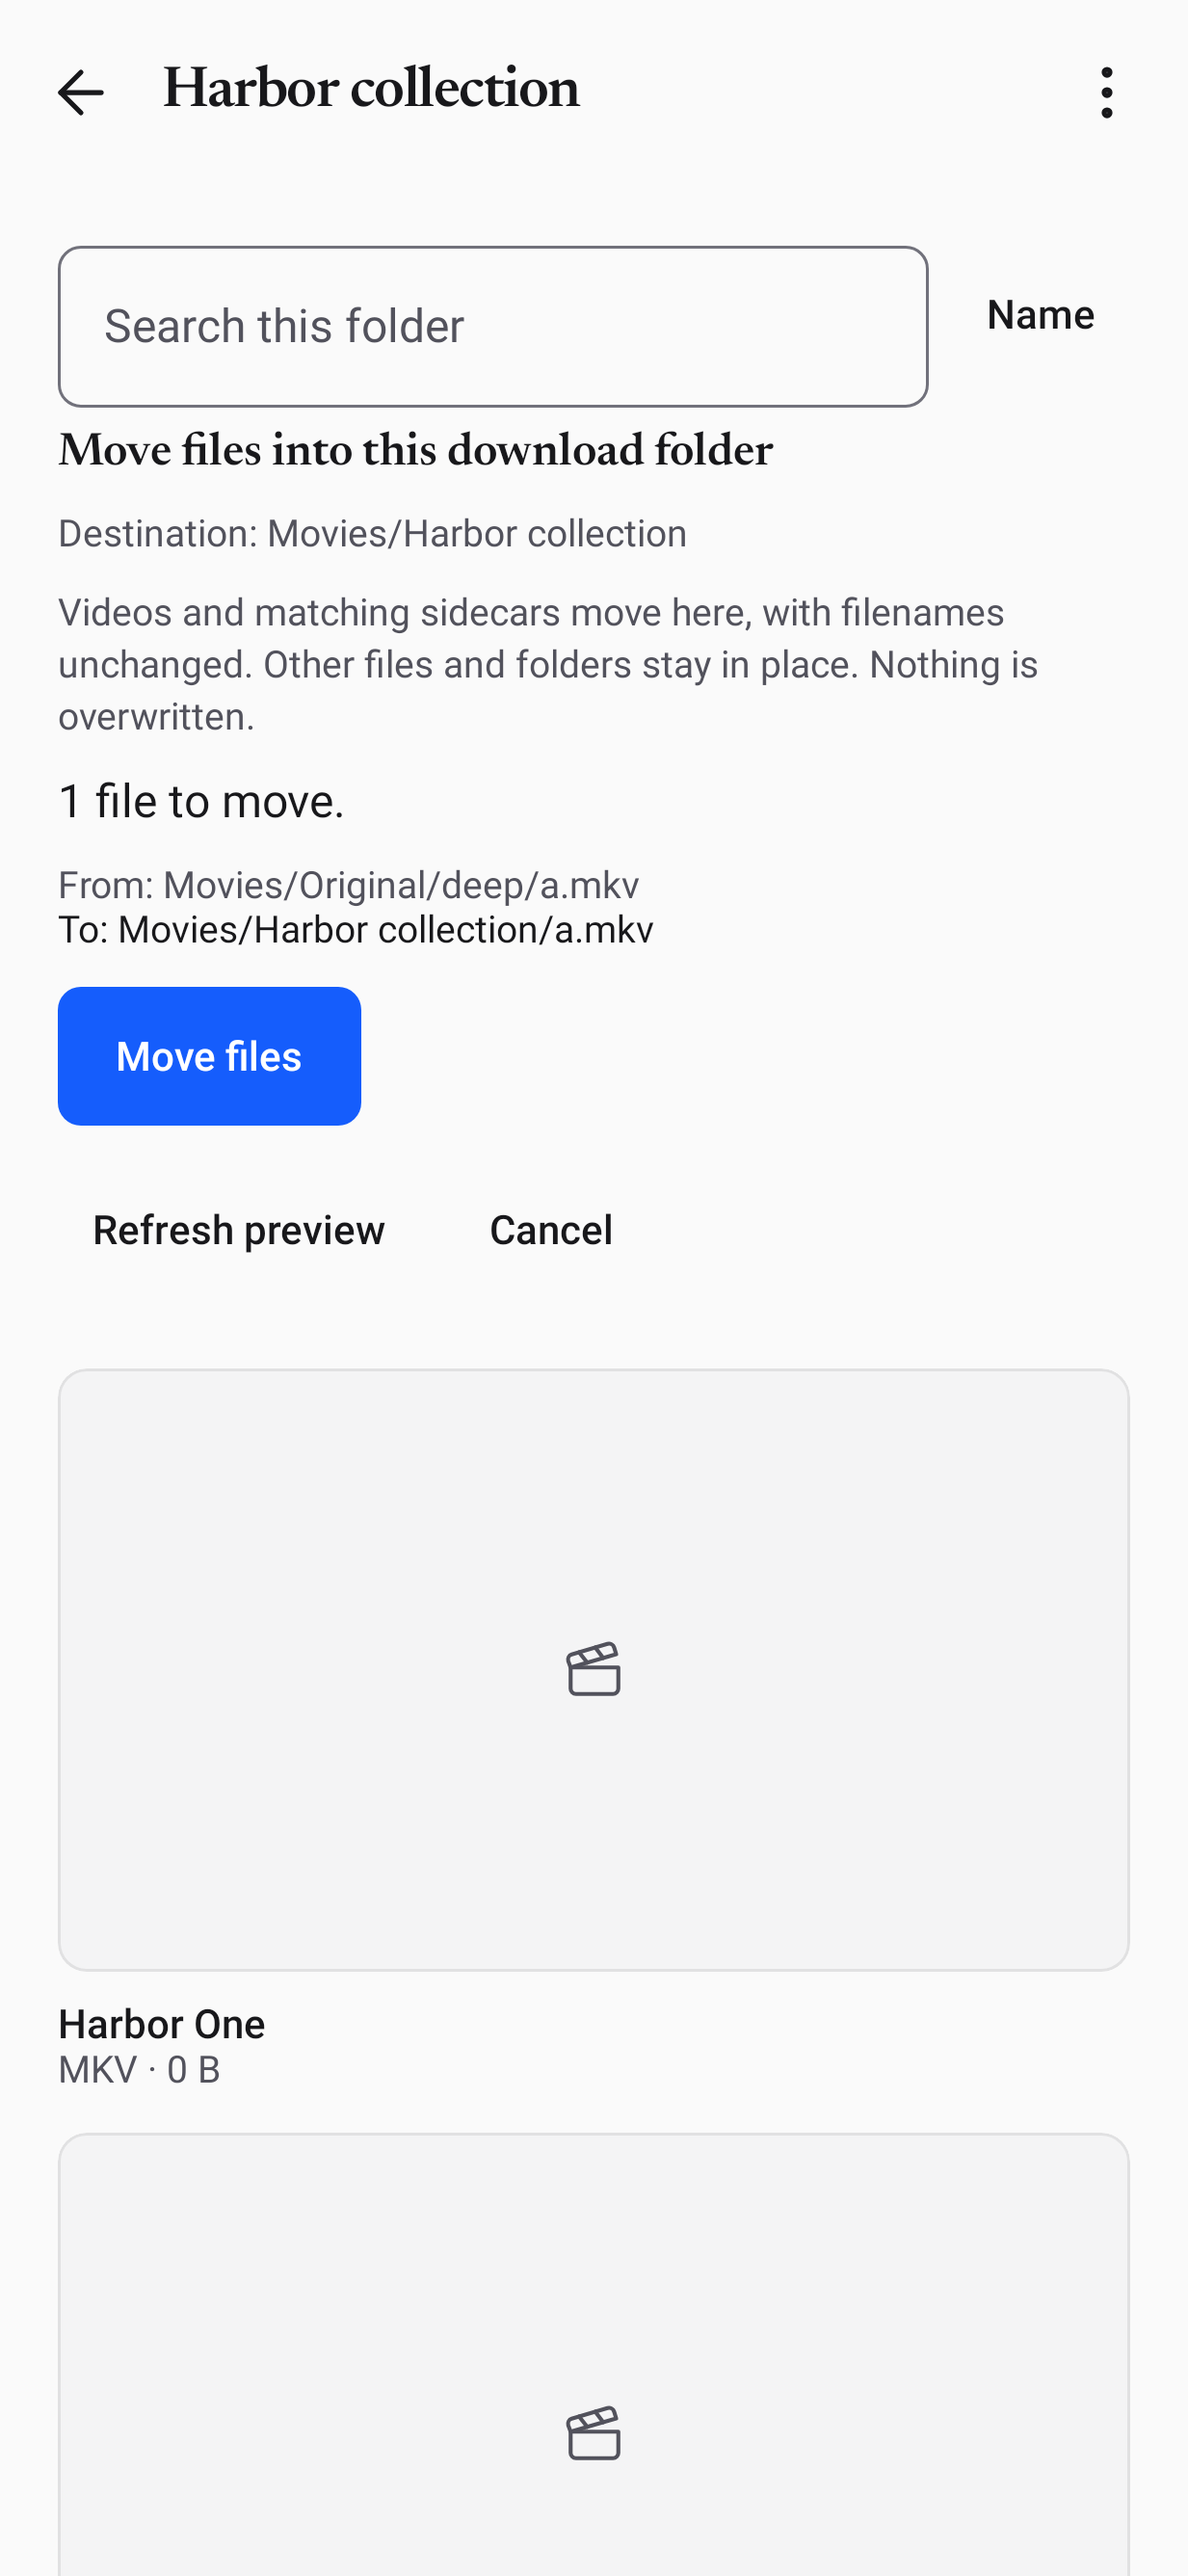 Harbor collection
Search this folder
Name
Move files into this download folder
Destination: Movies/Harbor collection
Videos and matching sidecars move here, with filenames
unchanged. Other files and folders stay in place. Nothing is
overwritten.
1 file to move.
From: Movies/Original/deep/a.mkv
To: Movies/Harbor collection/a.mkv
Move files
Refresh preview
Cancel
Harbor One
MKV · 0 B